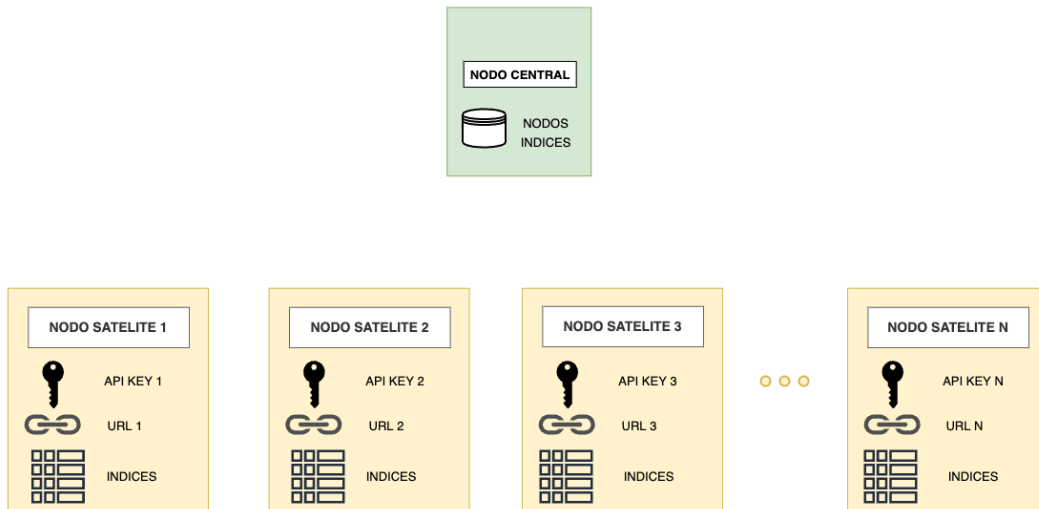 NODO CENTRAL
NODOS
INDICES
NODO SATELITE 1
API KEY 1
URL 1
INDICES
NODO SATELITE 2
API KEY 2
URL 2
INDICES
NODO SATELITE 3
API KEY 3
URL 3
INDICES
NODO SATELITE N
API KEY N
URL N
INDICES